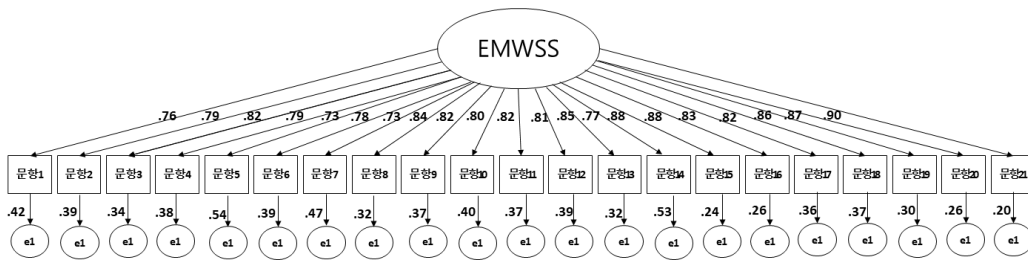 EMWSS
.76 .79 .82 .79 .73 .78 .73 .84 .82 .80 .82 .81 .85 .77 .88 .88 .83 .82 .86 .87 .90
문항1 문항2 문항3 문항4 문항5 문항6 문항7 문항8 문항9 문항10 문항11 문항12 문항13 문항14 문항15 문항16 문항17 문항18 문항19 문항20 문항21
.42 .39 .34 .38 .54 .39 .47 .32 .37 .40 .37 .39 .32 .53 .24 .26 .36 .37 .30 .26 .20
e1 e1 e1 e1 e1 e1 e1 e1 e1 e1 e1 e1 e1 e1 e1 e1 e1 e1 e1 e1 e1